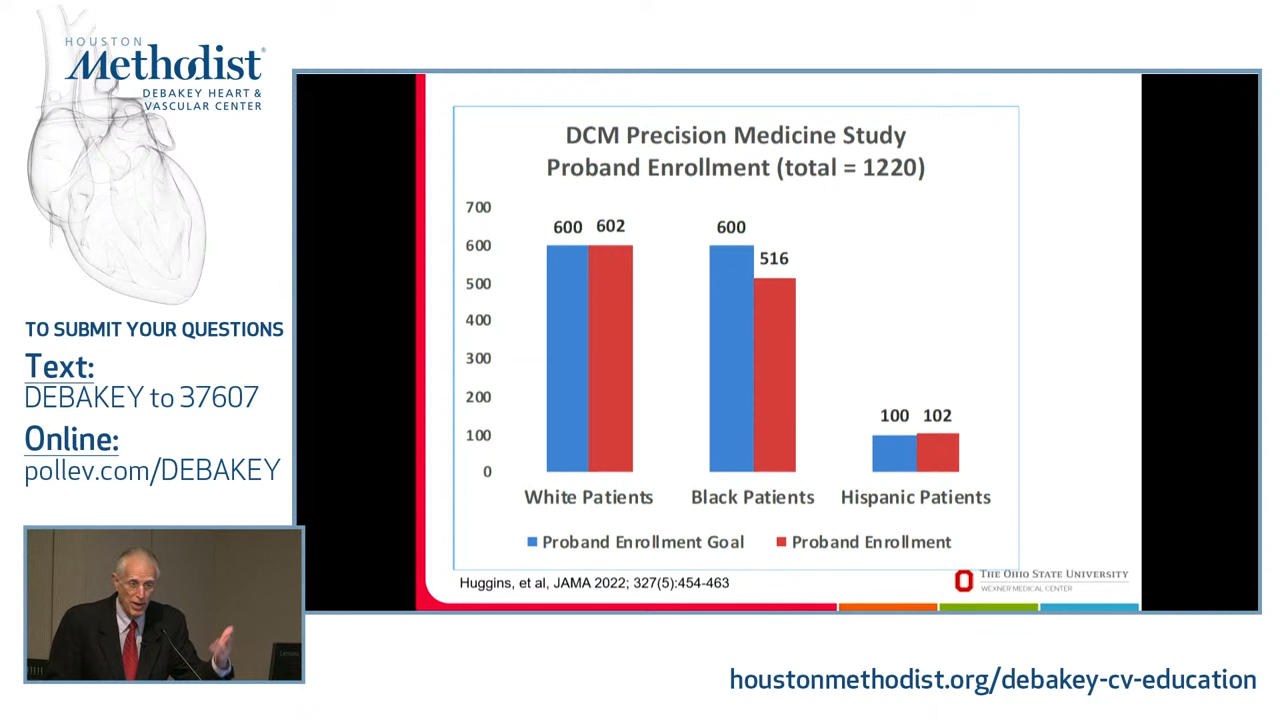 HOUSTON
Methodist®
DEBAKEY HEART &
VASCULAR CENTER
TO SUBMIT YOUR QUESTIONS
Text:
DEBAKEY to 37607
Online:
pollev.com/DEBAKEY
DCM Precision Medicine Study
Proband Enrollment (total = 1220)
700
600
500
400
300
200
100
0
600 602
600
516
100 102
White Patients Black Patients Hispanic Patients
Proband Enrollment Goal Proband Enrollment
Huggins, et al, JAMA 2022; 327(5):454-463
THE OHIO STATE UNIVERSITY
WEXNER MEDICAL CENTER
houstonmethodist.org/debakey-cv-education